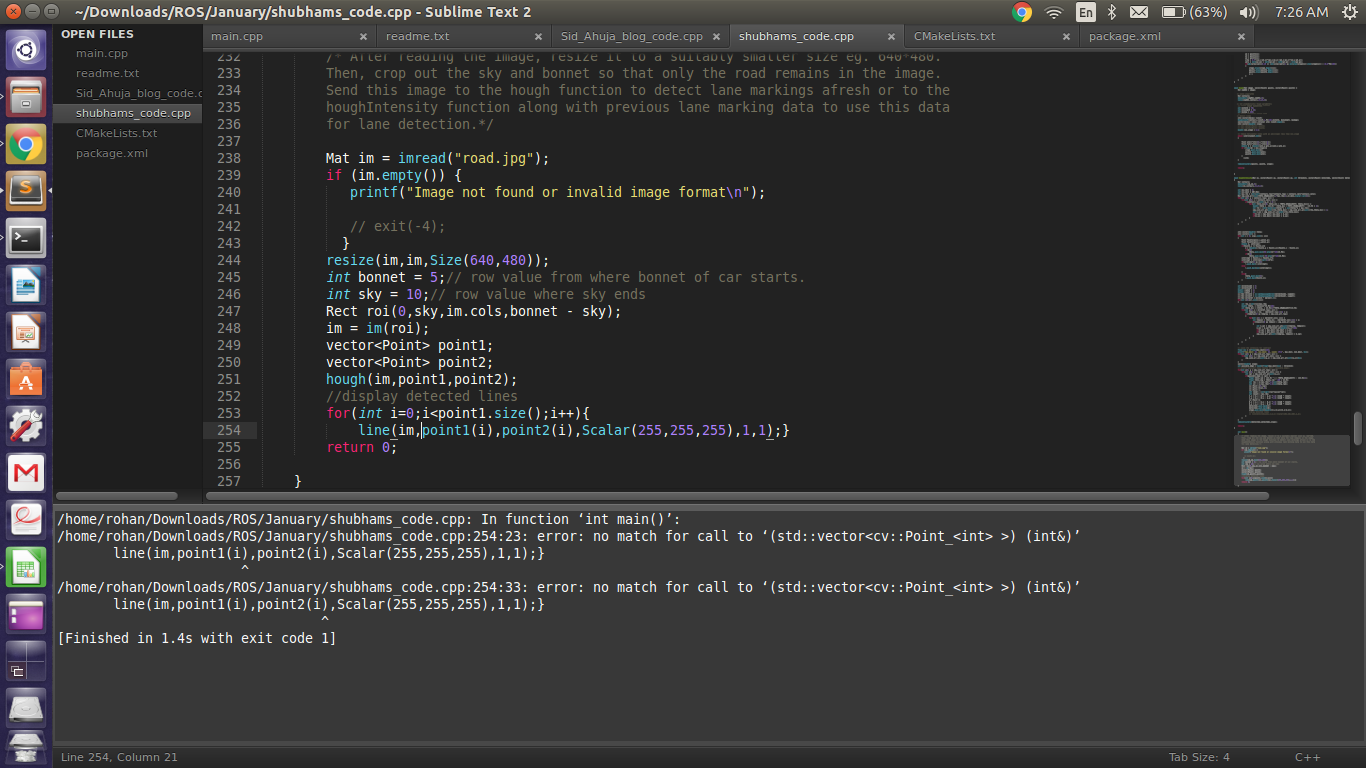 ~/Downloads/ROS/January/shubhams_code.cpp - Sublime Text 2
En (63%) 7:26 AM
OPEN FILES
main.cpp
readme.txt
Sid_Ahuja_blog_code.c
shubhams_code.cpp
CMakeLists.txt
package.xml
main.cpp × readme.txt × Sid_Ahuja_blog_code.cpp × shubhams_code.cpp × CMakeLists.txt × package.xml ×
232 /* After reading the image, resize it to a suitably smaller size eg. 640*480.
233 Then, crop out the sky and bonnet so that only the road remains in the image.
234 Send this image to the hough function to detect lane markings afresh or to the
235 houghIntensity function along with previous lane marking data to use this data
236 for lane detection.*/
237
238 Mat im = imread("road.jpg");
239 if (im.empty()) {
240 printf("Image not found or invalid image format\n");
241
242 // exit(-4);
243 }
244 resize(im,im,Size(640,480));
245 int bonnet = 5;// row value from where bonnet of car starts.
246 int sky = 10;// row value where sky ends
247 Rect roi(0,sky,im.cols,bonnet - sky);
248 im = im(roi);
249 vector<Point> point1;
250 vector<Point> point2;
251 hough(im,point1,point2);
252 //display detected lines
253 for(int i=0;i<point1.size();i++){
254 line(im,point1(i),point2(i),Scalar(255,255,255),1,1);}
255 return 0;
256
257 }
/home/rohan/Downloads/ROS/January/shubhams_code.cpp: In function ‘int main()’:
/home/rohan/Downloads/ROS/January/shubhams_code.cpp:254:23: error: no match for call to ‘(std::vector<cv::Point_<int> >) (int&)’
line(im,point1(i),point2(i),Scalar(255,255,255),1,1);}
^
/home/rohan/Downloads/ROS/January/shubhams_code.cpp:254:33: error: no match for call to ‘(std::vector<cv::Point_<int> >) (int&)’
line(im,point1(i),point2(i),Scalar(255,255,255),1,1);}
^
[Finished in 1.4s with exit code 1]
Line 254, Column 21 Tab Size: 4 C++